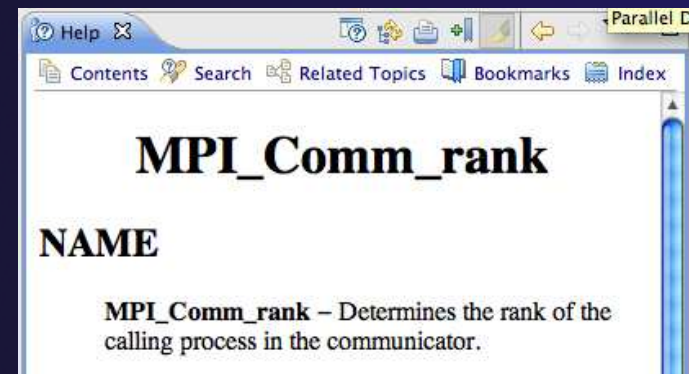 Help
Parallel D
Contents Search Related Topics Bookmarks Index
MPI_Comm_rank
NAME
MPI_Comm_rank – Determines the rank of the
calling process in the communicator.